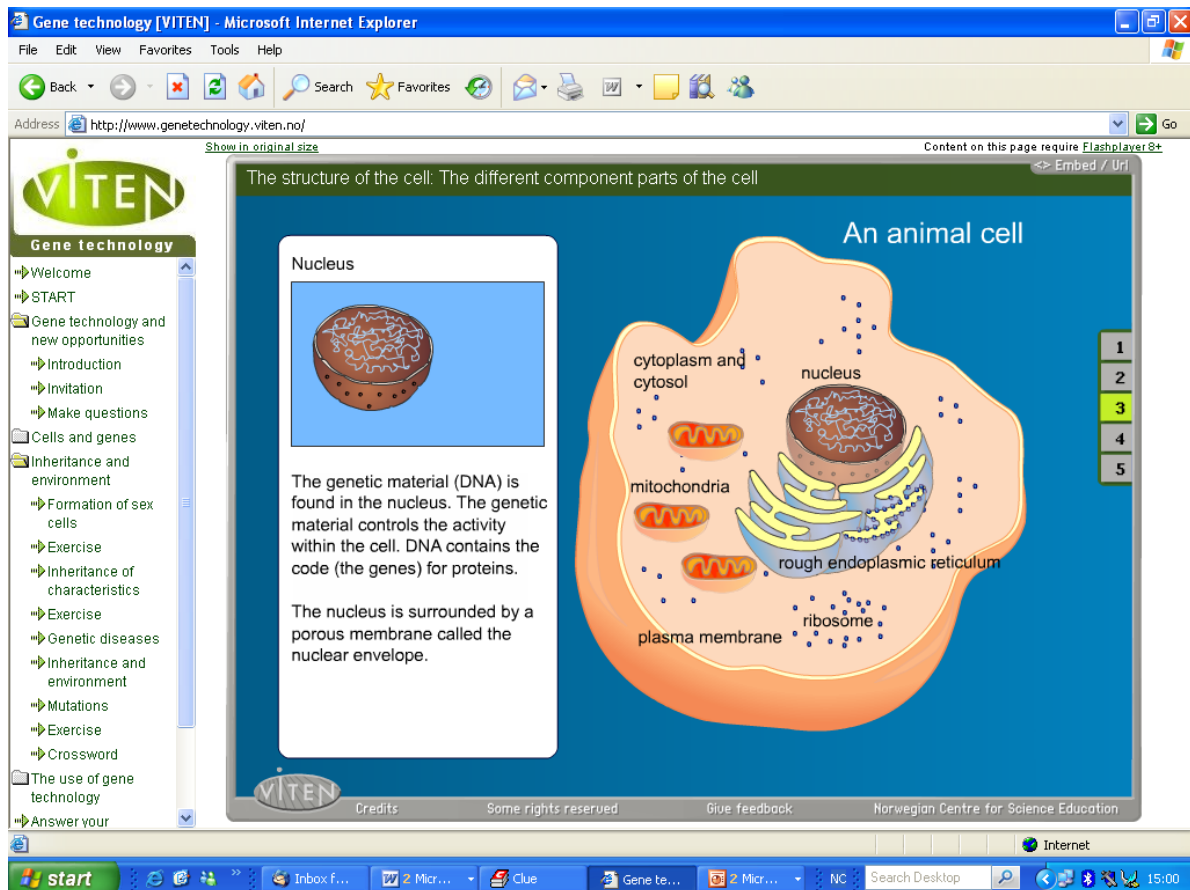 Gene technology [VITEN] - Microsoft Internet Explorer
File Edit View Favorites Tools Help
Back Search Favorites
Address http://www.genetechnology.viten.no/ Go
Show in original size
Content on this page require Flashplayer 8+
VITEN
Gene technology
Welcome
START
Gene technology and
new opportunities
Introduction
Invitation
Make questions
Cells and genes
Inheritance and
environment
Formation of sex
cells
Exercise
Inheritance of
characteristics
Exercise
Genetic diseases
Inheritance and
environment
Mutations
Exercise
Crossword
The use of gene
technology
Answer your
<> Embed / Url
The structure of the cell: The different component parts of the cell
An animal cell
Nucleus
The genetic material (DNA) is
found in the nucleus. The genetic
material controls the activity
within the cell. DNA contains the
code (the genes) for proteins.
The nucleus is surrounded by a
porous membrane called the
nuclear envelope.
cytoplasm and
cytosol
nucleus
mitochondria
rough endoplasmic reticulum
ribosome
plasma membrane
1
2
3
4
5
VITEN
Credits Some rights reserved Give feedback Norwegian Centre for Science Education
Internet
start Inbox f... 2 Micr... Clue Gene te... 2 Micr... NC Search Desktop 15:00